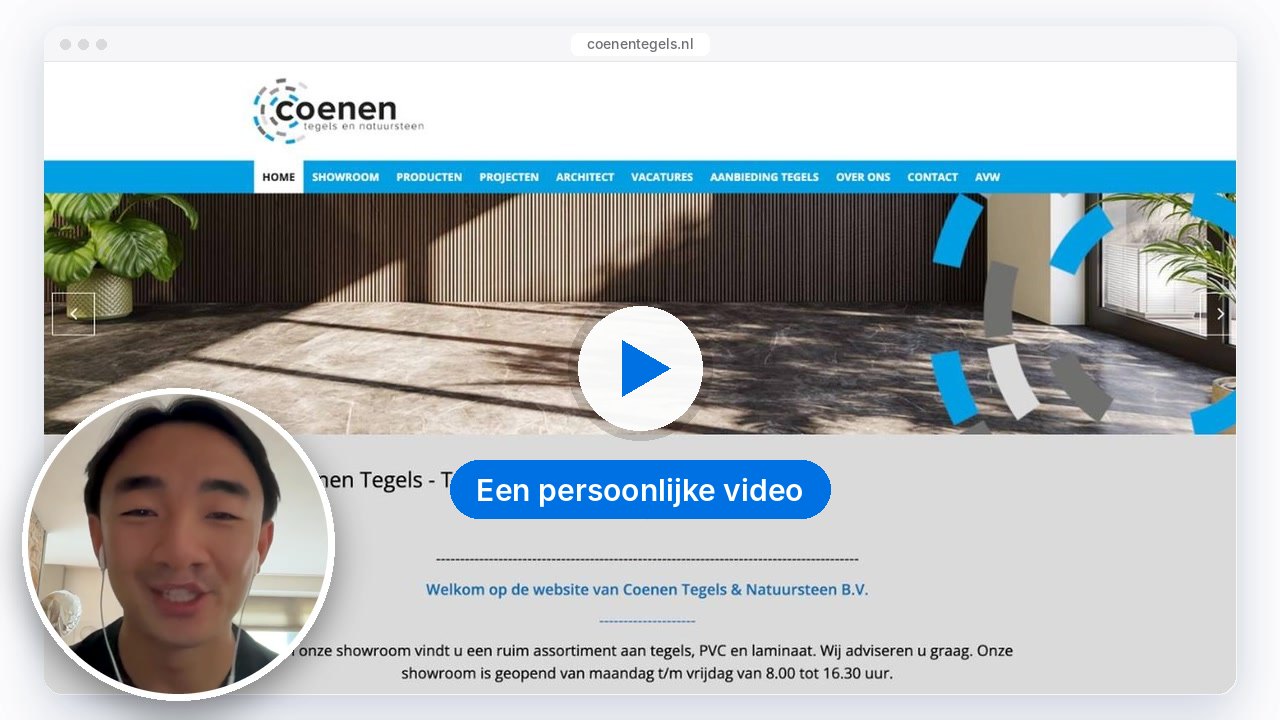 coenentegels.nl
coenen
tegels en natuursteen
HOME SHOWROOM PRODUCTEN PROJECTEN ARCHITECT VACATURES AANBIEDING TEGELS OVER ONS CONTACT AVW
Tegels - 
Een persoonlijke video
Welkom op de website van Coenen Tegels & Natuursteen B.V.
onze showroom vindt u een ruim assortiment aan tegels, PVC en laminaat. Wij adviseren u graag. Onze
showroom is geopend van maandag t/m vrijdag van 8.00 tot 16.30 uur.